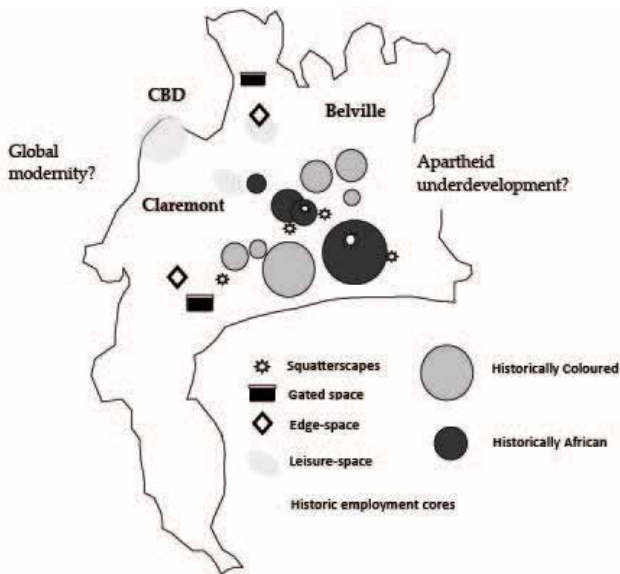 CBD
Belville
Global
modernity?
Apartheid
underdevelopment?
Claremont
Squatterscapes
Gated space
Edge-space
Leisure-space
Historic employment cores
Historically Coloured
Historically African